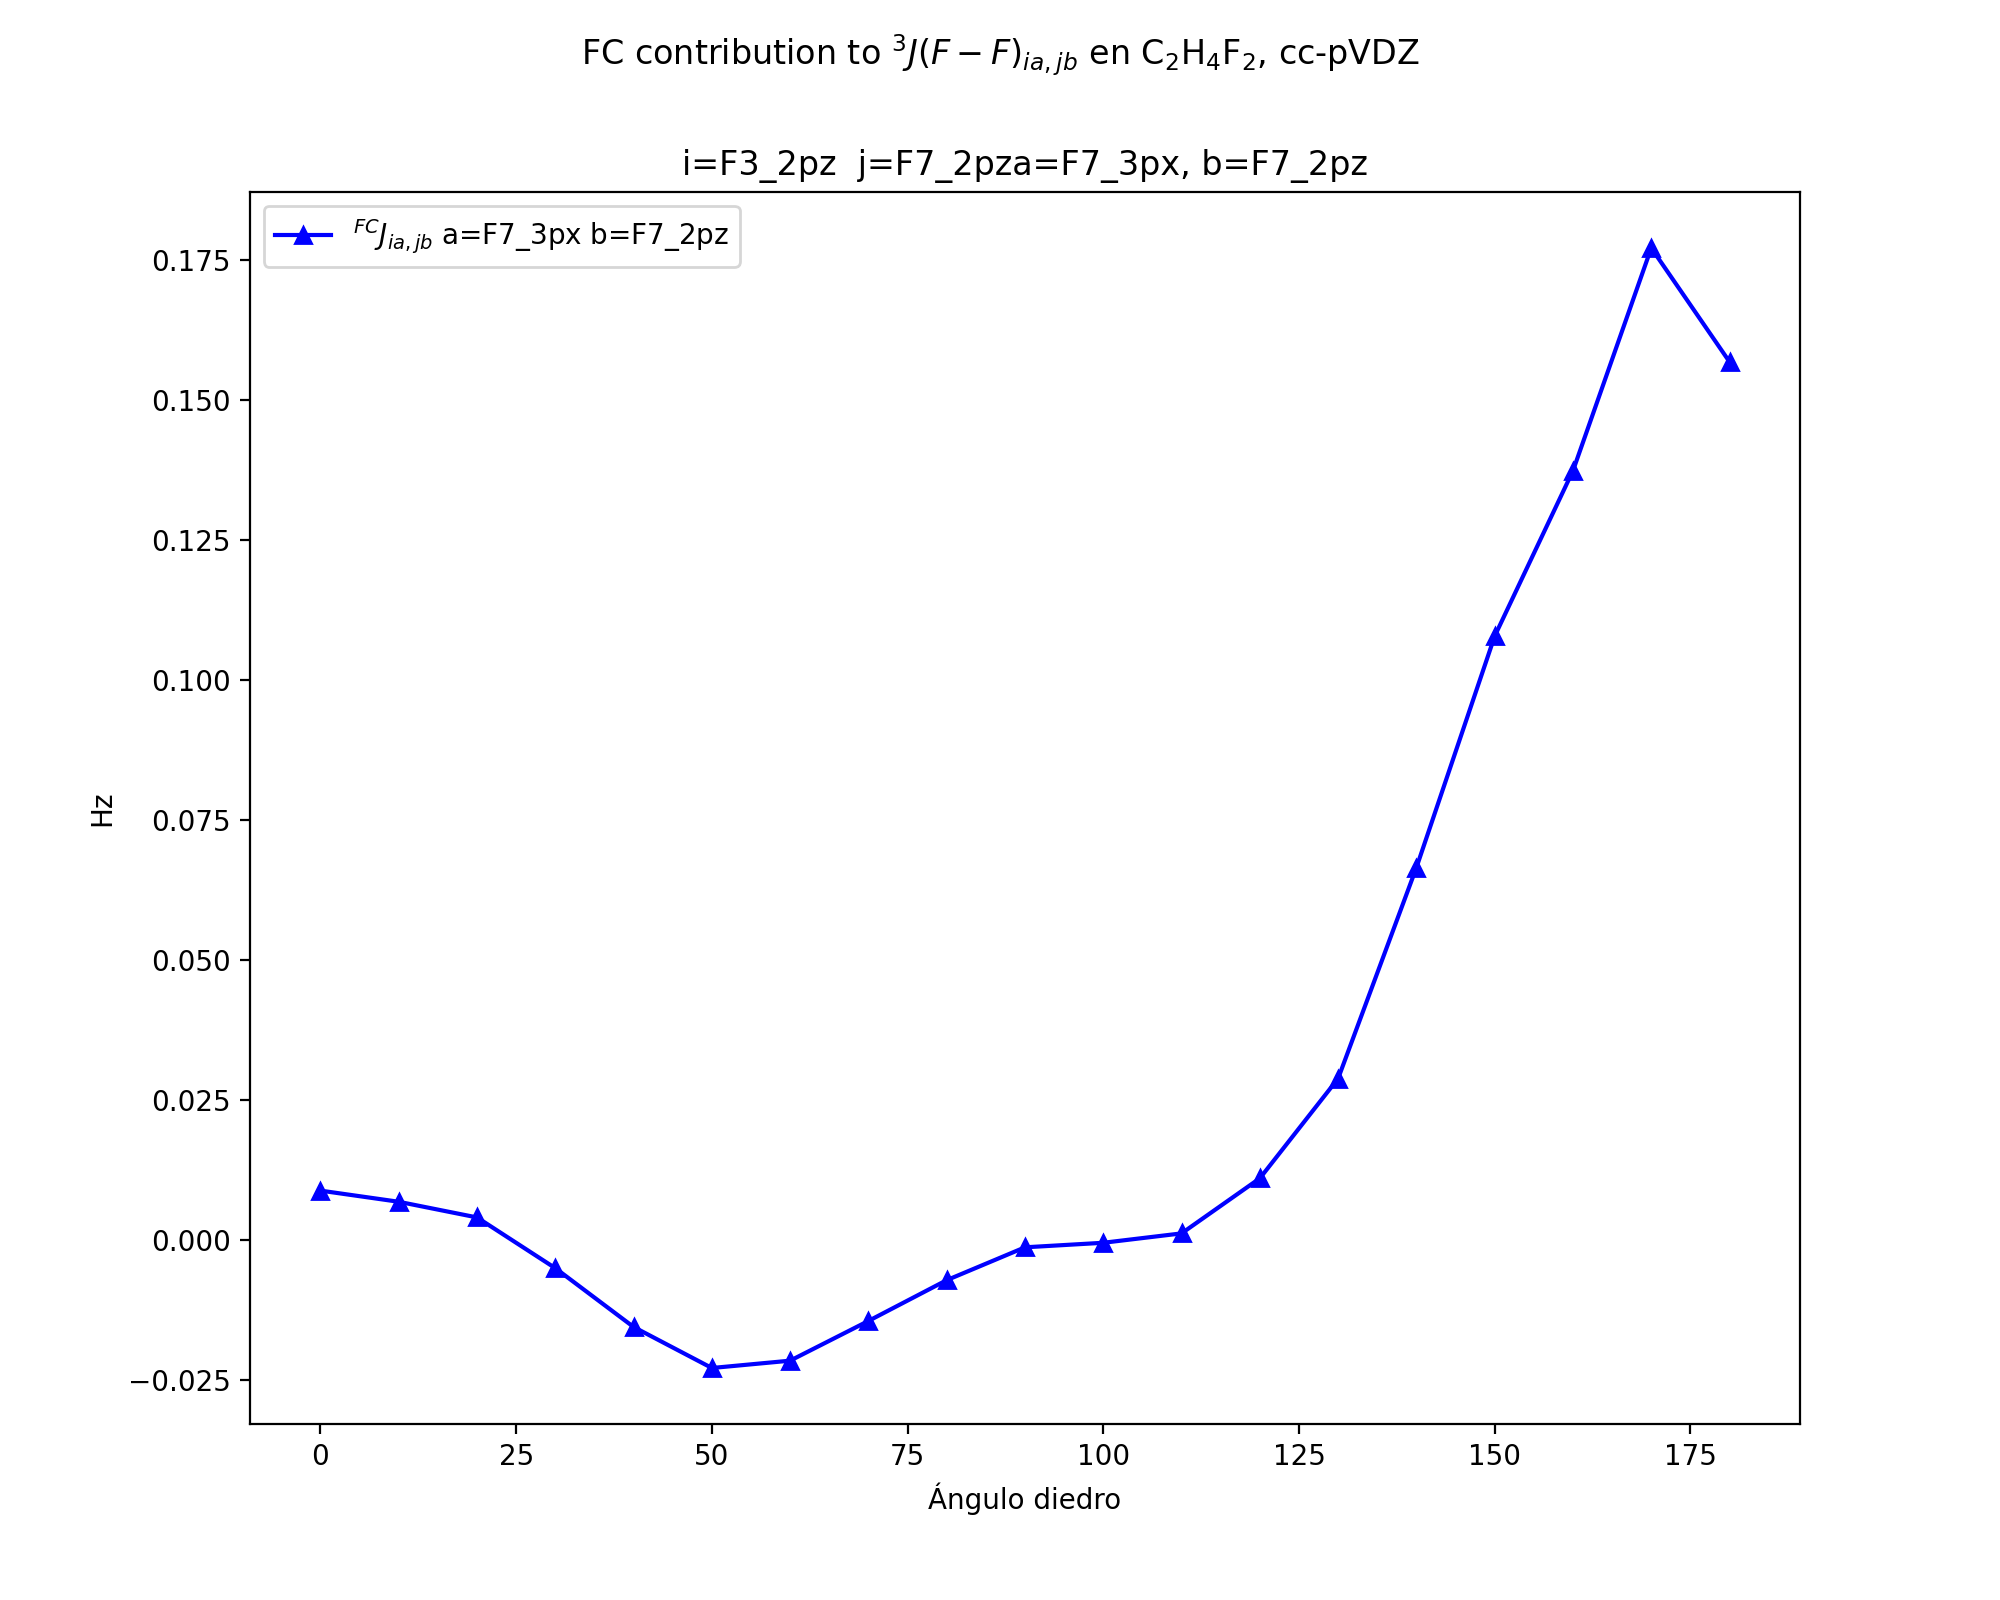 FC contribution to ³J(F − F)ia, jb en C₂H₄F₂, cc-pVDZ
i=F3_2pz  j=F7_2pza=F7_3px, b=F7_2pz
FCJia, jb a=F7_3px b=F7_2pz
0.175
0.150
0.125
0.100
0.075
0.050
0.025
0.000
−0.025
Hz
0 25 50 75 100 125 150 175
Ángulo diedro